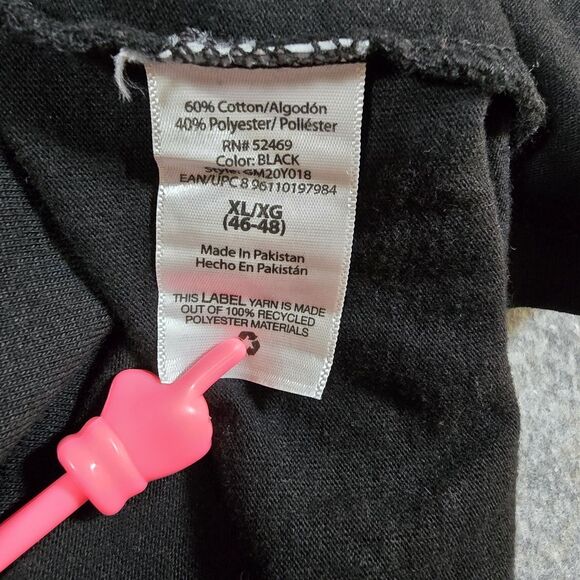 60% Cotton/Algodón
40% Polyester/ Poliéster
RN# 52469
Color: BLACK
Style: GM20Y018
EAN/UPC 8 96110197984
XL/XG
(46-48)
Made In Pakistan
Hecho En Pakistán
THIS LABEL YARN IS MADE
OUT OF 100% RECYCLED
POLYESTER MATERIALS